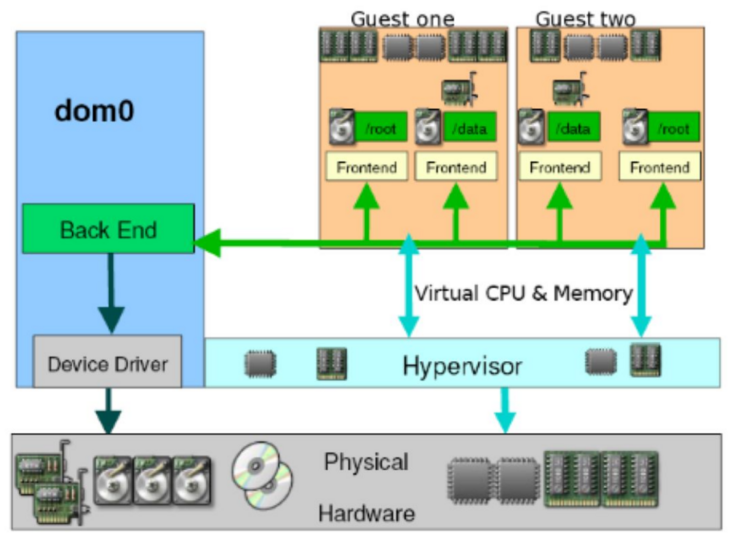 Guest one
Guest two
dom0
/root
/data
/data
/root
Frontend
Frontend
Frontend
Frontend
Back End
Virtual CPU & Memory
Device Driver
Hypervisor
Physical
Hardware